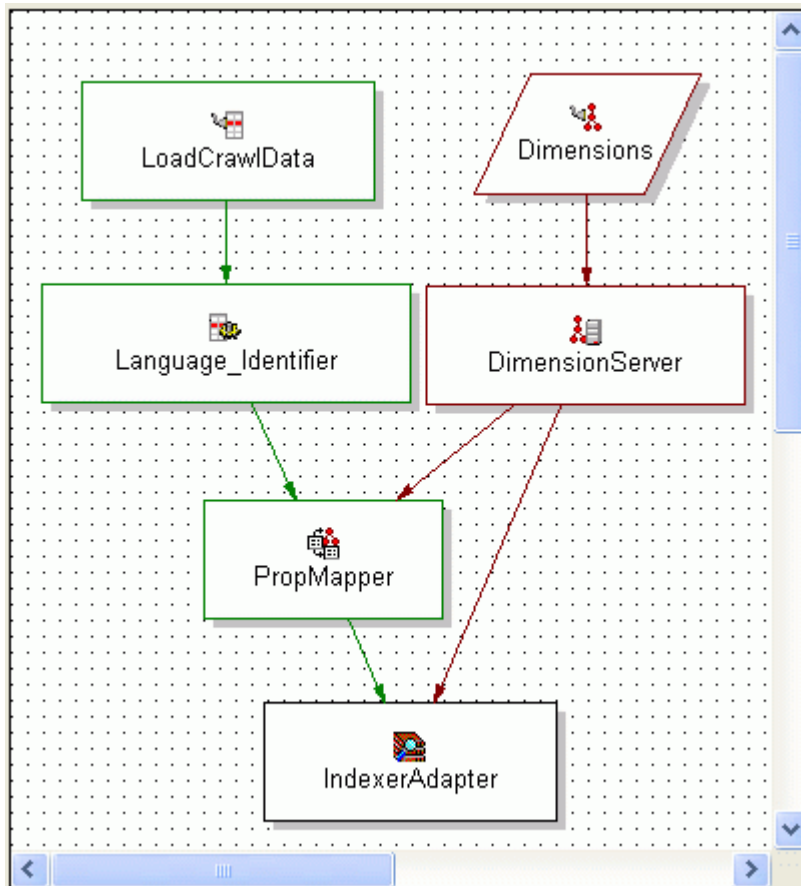 LoadCrawlData
Dimensions
Language_Identifier
DimensionServer
PropMapper
IndexerAdapter